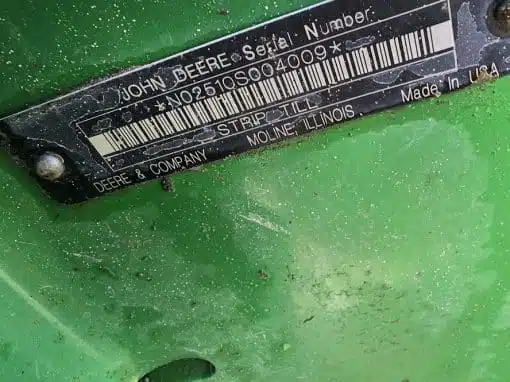 JOHN DEERE Serial Number
*N02510S004009*
STRIP TILL
DEERE & COMPANY MOLINE, ILLINOIS Made In USA